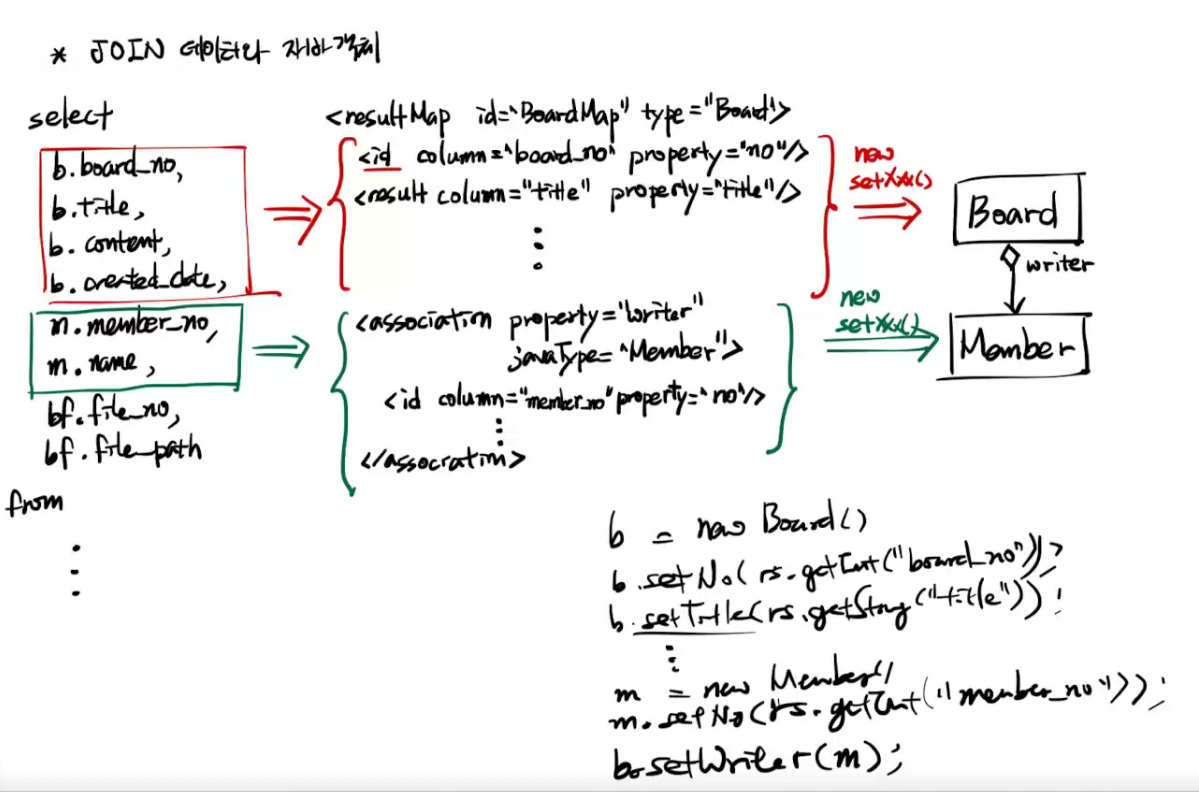 * JOIN 데이터와 자바 객체
select
b.board_no,
b.title,
b. content,
b. created_date,
m.member_no,
m. name,
bf.file_no,
bf.file_path
from
<resultMap id="BoardMap" type="Board">
<id column="board_no" property="no"/>
<result column="title" property="title"/>
<association property="writer"
javaType="Member">
<id column="member_no" property="no"/>
</association>
new
setXxx()
new
setXxx()
Board
writer
Member
b = new Board()
b.setNo(rs.getInt("board_no"));
b.setTitle(rs.getString("title"));
m = new Member()
m.setNo(rs.getInt("member_no"));
b.setWriter(m);